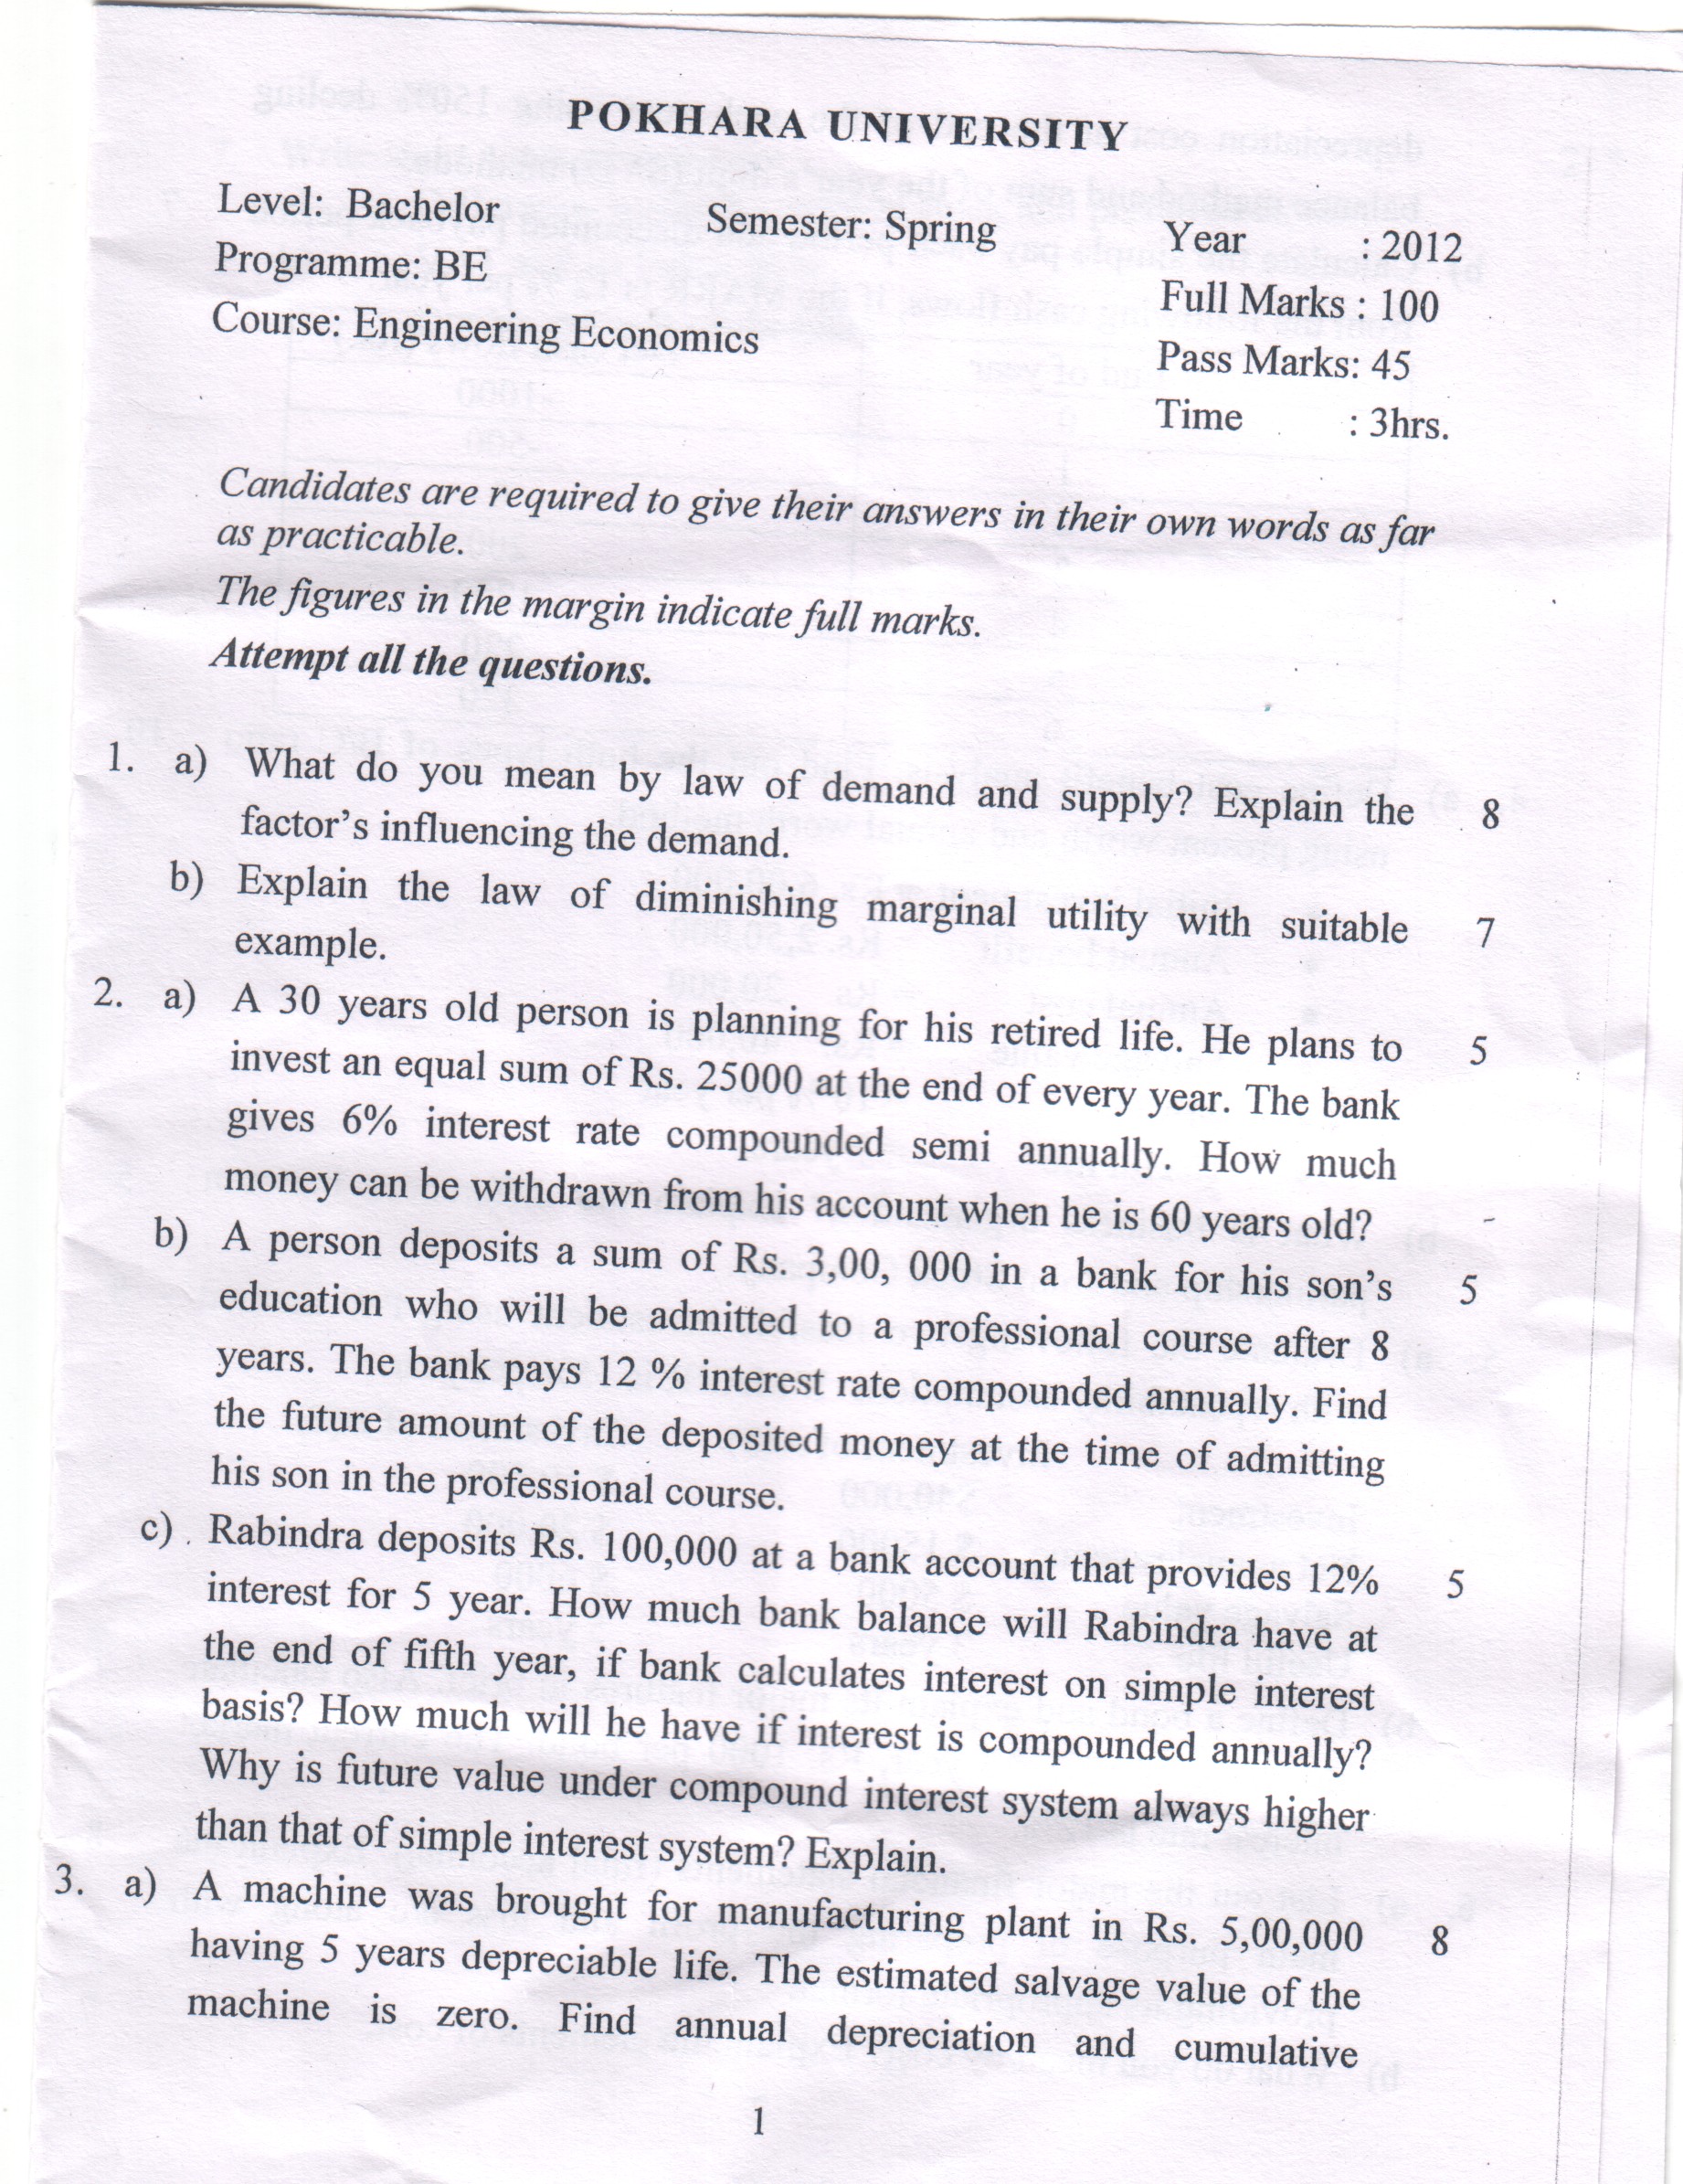 POKHARA UNIVERSITY
Level: Bachelor Semester: Spring Year : 2012
Programme: BE Full Marks : 100
Course: Engineering Economics Pass Marks: 45
Time : 3hrs.
Candidates are required to give their answers in their own words as far
as practicable.
The figures in the margin indicate full marks.
Attempt all the questions.
1. a) What do you mean by law of demand and supply? Explain the 8
factor's influencing the demand.
b) Explain the law of diminishing marginal utility with suitable 7
example.
2. a) A 30 years old person is planning for his retired life. He plans to 5
invest an equal sum of Rs. 25000 at the end of every year. The bank
gives 6% interest rate compounded semi annually. How much
money can be withdrawn from his account when he is 60 years old?
b) A person deposits a sum of Rs. 3,00, 000 in a bank for his son's 5
education who will be admitted to a professional course after 8
years. The bank pays 12 % interest rate compounded annually. Find
the future amount of the deposited money at the time of admitting
his son in the professional course.
c) Rabindra deposits Rs. 100,000 at a bank account that provides 12% 5
interest for 5 year. How much bank balance will Rabindra have at
the end of fifth year, if bank calculates interest on simple interest
basis? How much will he have if interest is compounded annually?
Why is future value under compound interest system always higher
than that of simple interest system? Explain.
3. a) A machine was brought for manufacturing plant in Rs. 5,00,000 8
having 5 years depreciable life. The estimated salvage value of the
machine is zero. Find annual depreciation and cumulative
1